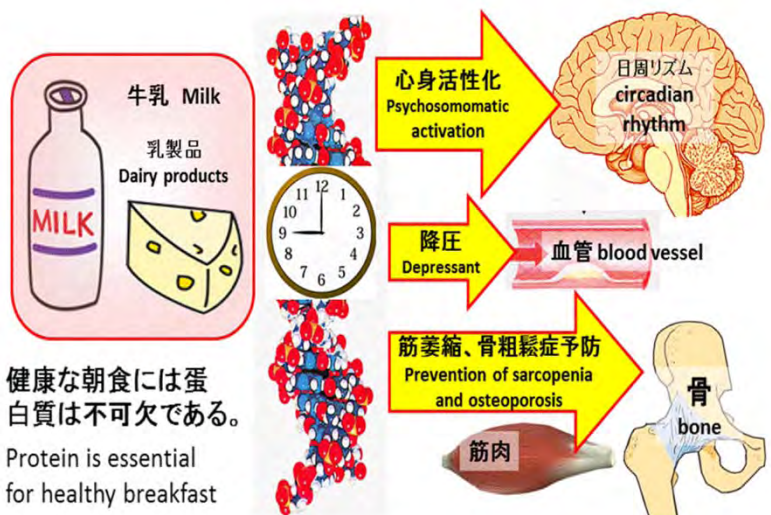 牛乳 Milk
乳製品
Dairy products
MILK
健康な朝食には蛋
白質は不可欠である。
Protein is essential
for healthy breakfast
12
1
2
3
4
5
6
7
8
9
10
11
心身活性化
Psychosomomatic
activation
日周リズム
circadian
rhythm
降圧
Depressant
血管 blood vessel
筋萎縮、骨粗鬆症予防
Prevention of sarcopenia
and osteoporosis
筋肉
骨
bone